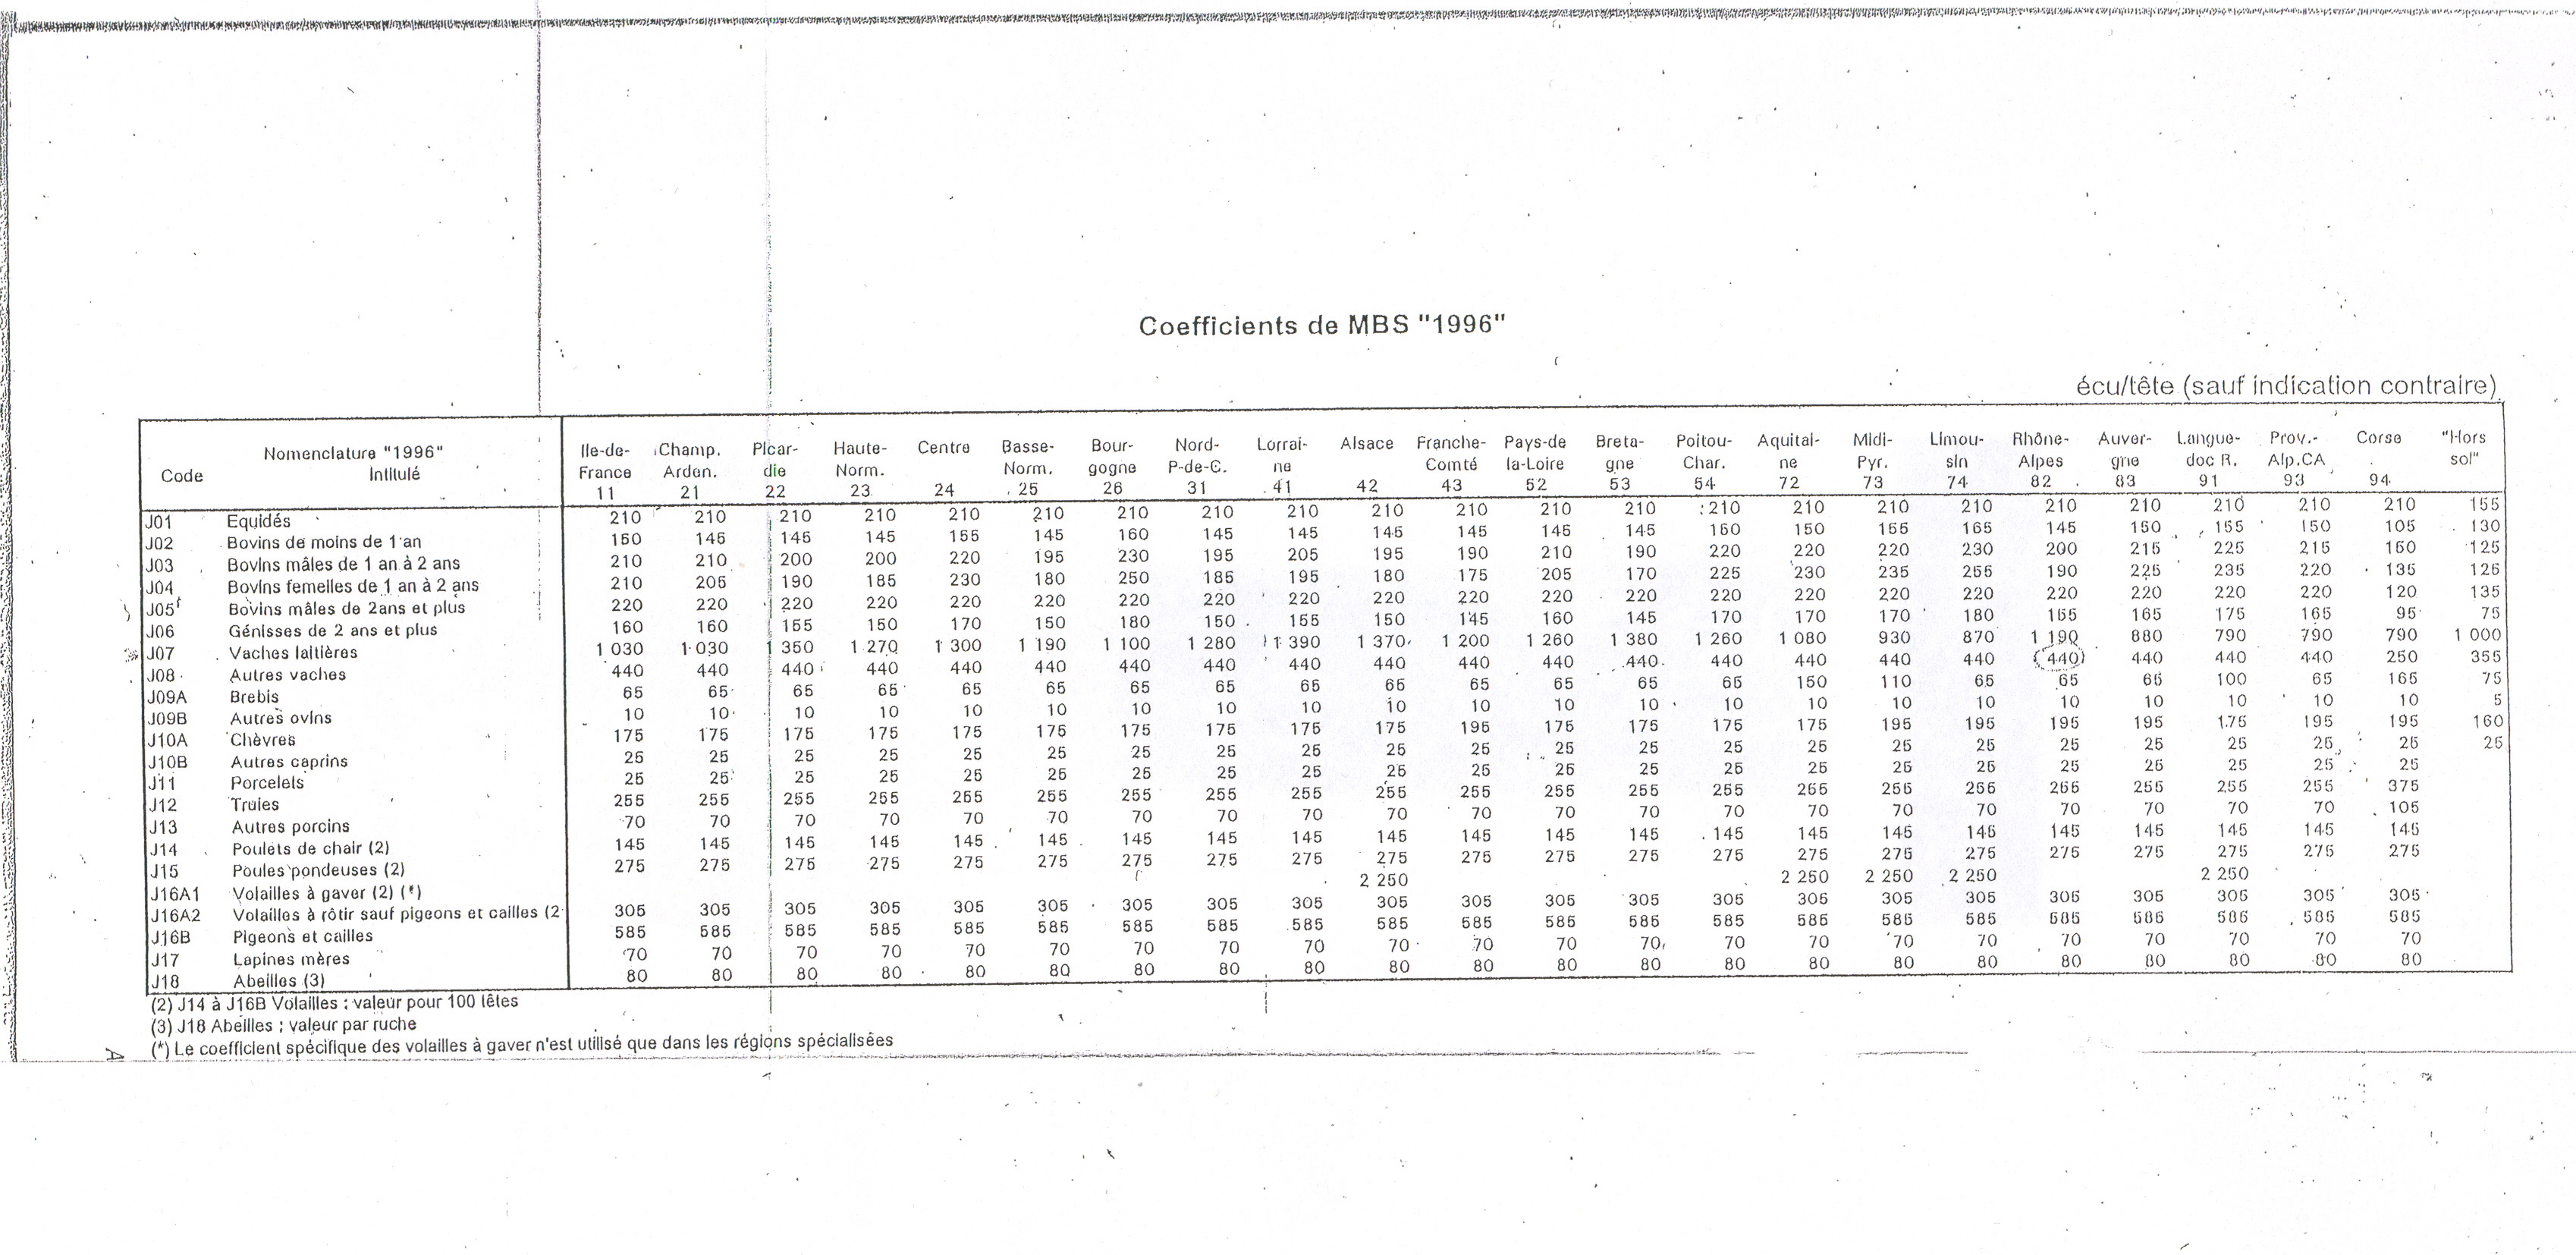 Coefficients de MBS "1996"
écu/tête (sauf indication contraire)
Nomenclature "1996" Ile-de- Champ. Picar- Haute- Centre Basse- Bour- Nord- Lorrai- Alsace Franche- Pays-de Breta- Poitou- Aquitai- Midi- Limou- Rhône- Auver- Langue- Prov.- Corse "Hors
Code Intitulé France Arden. die Norm. Norm. gogne P-de-C. ne Comté la-Loire gne Char. ne Pyr. sin Alpes gne doc R. Alp.CA sol"
11 21 22 23 24 25 26 31 41 42 43 52 53 54 72 73 74 82 83 91 93 94
J01 Equidés 210 210 210 210 210 210 210 210 210 210 210 210 210 210 210 210 210 210 210 210 210 210 155
J02 Bovins de moins de 1 an 150 145 145 145 155 145 160 145 145 145 145 145 145 160 150 155 165 145 150 155 150 105 130
J03 Bovins mâles de 1 an à 2 ans 210 210 200 200 220 195 230 195 205 195 190 210 190 220 220 220 230 200 215 225 215 160 125
J04 Bovins femelles de 1 an à 2 ans 210 205 190 185 230 180 250 185 195 180 175 205 170 225 230 235 255 190 225 235 220 135 125
J05 Bovins mâles de 2ans et plus 220 220 220 220 220 220 220 220 220 220 220 220 220 220 220 220 220 220 220 220 220 120 135
J06 Génisses de 2 ans et plus 160 160 155 150 170 150 180 150 155 150 145 160 145 170 170 170 180 155 165 175 165 95 75
J07 Vaches laitières 1 030 1 030 1 350 1 270 1 300 1 190 1 100 1 280 1 390 1 370 1 200 1 260 1 380 1 260 1 080 930 870 1 190 880 790 790 790 1 000
J08 Autres vaches 440 440 440 440 440 440 440 440 440 440 440 440 440 440 440 440 440 440 440 440 440 250 355
J09A Brebis 65 65 65 65 65 65 65 65 65 65 65 65 65 65 150 110 65 65 65 100 65 165 75
J09B Autres ovins 10 10 10 10 10 10 10 10 10 10 10 10 10 10 10 10 10 10 10 10 10 10 5
J10A Chèvres 175 175 175 175 175 175 175 175 175 175 195 175 175 175 175 195 195 195 195 175 195 195 160
J10B Autres caprins 25 25 25 25 25 25 25 25 25 25 25 25 25 25 25 25 25 25 25 25 25 25 25
J11 Porcelets 25 25 25 25 25 25 25 25 25 25 25 25 25 25 25 25 25 25 25 25 25 25
J12 Truies 255 255 255 255 255 255 255 255 255 255 255 255 255 255 255 255 255 255 255 255 255 375
J13 Autres porcins 70 70 70 70 70 70 70 70 70 70 70 70 70 70 70 70 70 70 70 70 70 105
J14 Poulets de chair (2) 145 145 145 145 145 145 145 145 145 145 145 145 145 145 145 145 145 145 145 145 145 145
J15 Poules pondeuses (2) 275 275 275 275 275 275 275 275 275 275 275 275 275 275 275 275 275 275 275 275 275 275
J16A1 Volailles à gaver (2) (*) 2 250 2 250 2 250 2 250 2 250
J16A2 Volailles à rôtir sauf pigeons et cailles (2 305 305 305 305 305 305 305 305 305 305 305 305 305 305 305 305 305 305 305 305 305 305
J16B Pigeons et cailles 585 585 585 585 585 585 585 585 585 585 585 585 585 585 585 585 585 585 585 585 585 585
J17 Lapines mères 70 70 70 70 70 70 70 70 70 70 70 70 70 70 70 70 70 70 70 70 70 70
J18 Abeilles (3) 80 80 80 80 80 80 80 80 80 80 80 80 80 80 80 80 80 80 80 80 80 80
(2) J14 à J16B Volailles : valeur pour 100 têtes
(3) J18 Abeilles : valeur par ruche
(*) Le coefficient spécifique des volailles à gaver n'est utilisé que dans les régions spécialisées
A